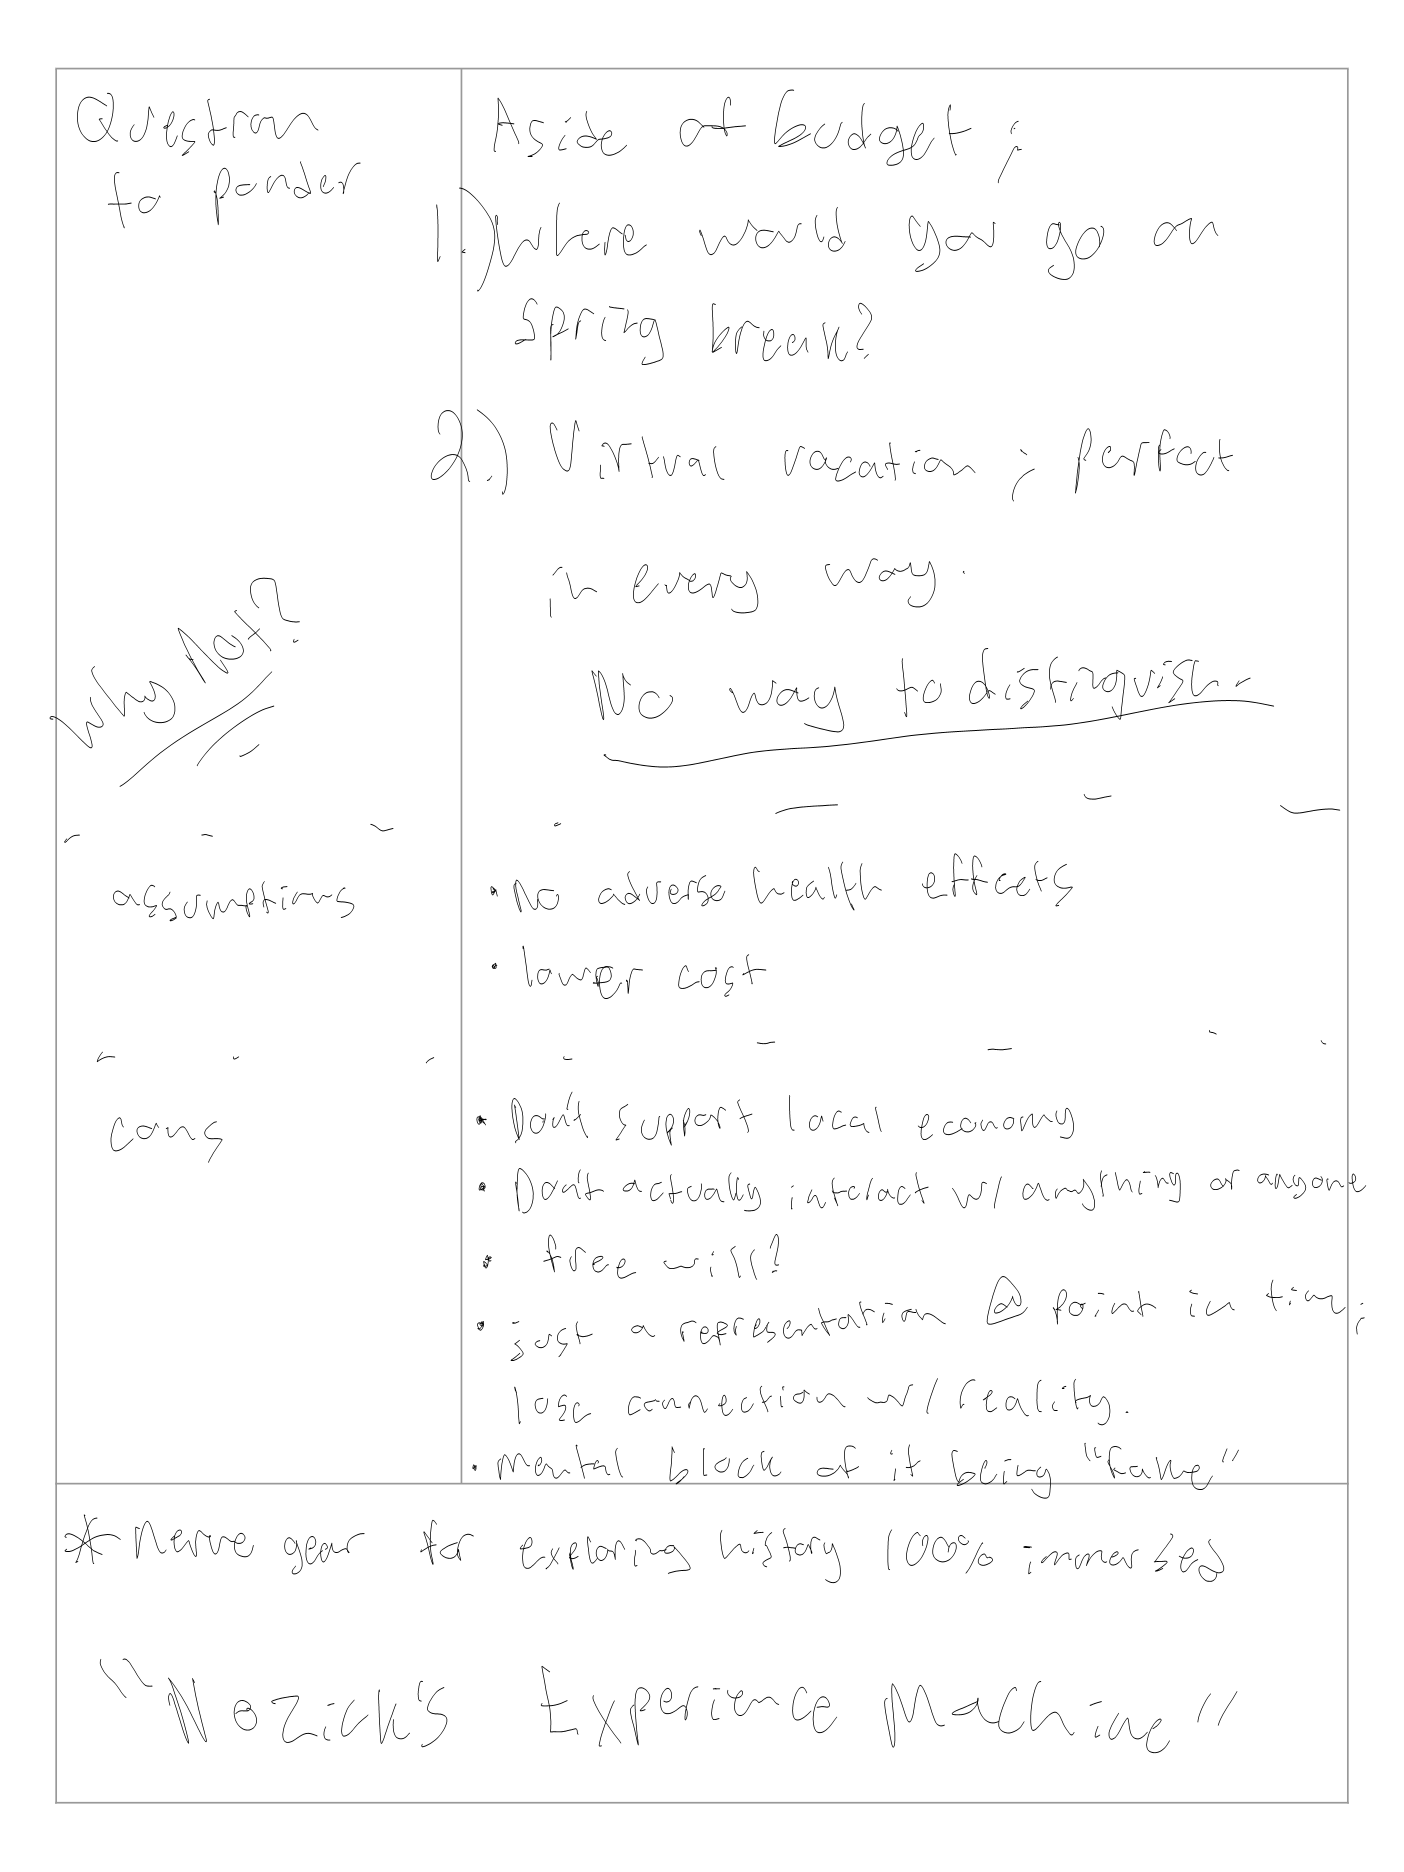 Question
to ponder
Aside of budget;
1.) Where would you go on
Spring break?
2.) Virtual vacation; perfect
in every way.
Why Not?
No way to distinguish.
assumptions
• No adverse health effects
• lower cost
cons
• Don't support local economy
• Don't actually interact w/ anything or anyone
• free will?
• just a representation @ point in time;
lose connection w/ reality.
• mental block of it being "fake"
* Nerve gear for exploring history 100% immersed
"Nozick's Experience Machine"